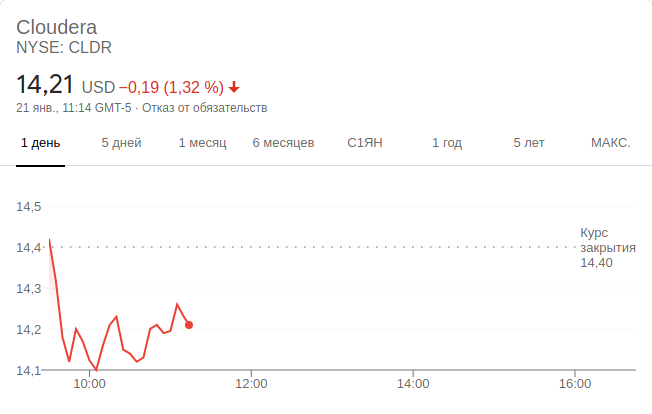 Cloudera
NYSE: CLDR
14,21 USD −0,19 (1,32 %)
21 янв., 11:14 GMT-5 · Отказ от обязательств
1 день 5 дней 1 месяц 6 месяцев С1ЯН 1 год 5 лет МАКС.
14,5
Курс
14,4 закрытия
14,40
14,3
14,2
14,1
10:00 12:00 14:00 16:00